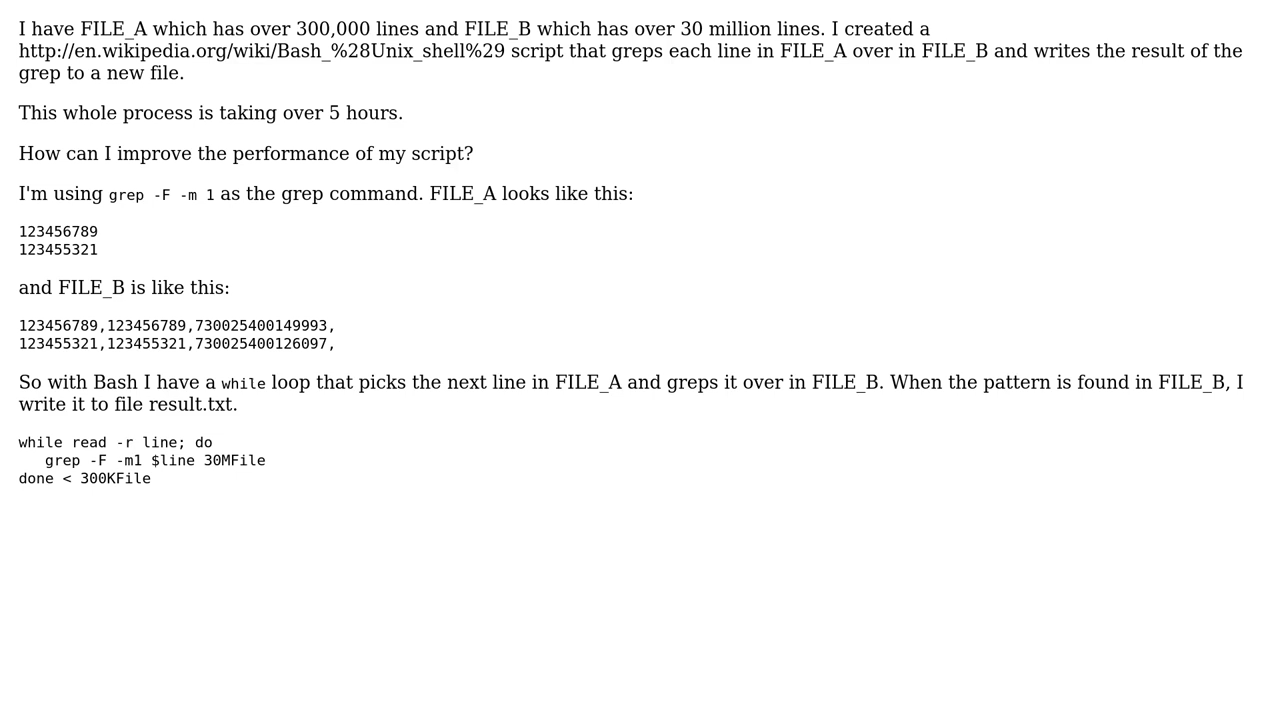 I have FILE_A which has over 300,000 lines and FILE_B which has over 30 million lines. I created a
http://en.wikipedia.org/wiki/Bash_%28Unix_shell%29 script that greps each line in FILE_A over in FILE_B and writes the result of the
grep to a new file.
This whole process is taking over 5 hours.
How can I improve the performance of my script?
I'm using grep -F -m 1 as the grep command. FILE_A looks like this:
123456789
123455321
and FILE_B is like this:
123456789,123456789,730025400149993,
123455321,123455321,730025400126097,
So with Bash I have a while loop that picks the next line in FILE_A and greps it over in FILE_B. When the pattern is found in FILE_B, I
write it to file result.txt.
while read -r line; do
   grep -F -m1 $line 30MFile
done < 300KFile